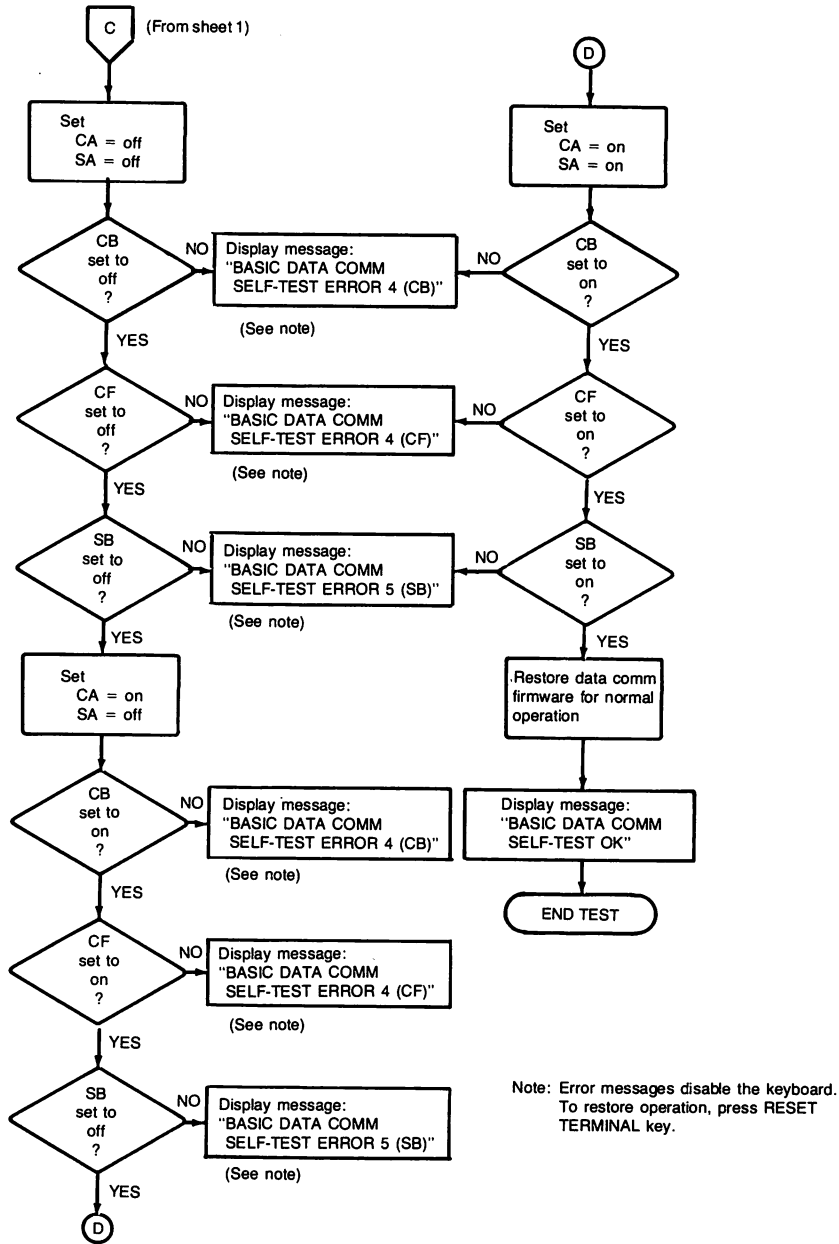 C
(From sheet 1)
Set
CA = off
SA = off
CB
set to
off
?
NO
Display message:
"BASIC DATA COMM
SELF-TEST ERROR 4 (CB)"
(See note)
YES
CF
set to
off
?
NO
Display message:
"BASIC DATA COMM
SELF-TEST ERROR 4 (CF)"
(See note)
YES
SB
set to
off
?
NO
Display message:
"BASIC DATA COMM
SELF-TEST ERROR 5 (SB)"
(See note)
YES
Set
CA = on
SA = off
CB
set to
on
?
NO
Display message:
"BASIC DATA COMM
SELF-TEST ERROR 4 (CB)"
(See note)
YES
CF
set to
on
?
NO
Display message:
"BASIC DATA COMM
SELF-TEST ERROR 4 (CF)"
(See note)
YES
SB
set to
off
?
NO
Display message:
"BASIC DATA COMM
SELF-TEST ERROR 5 (SB)"
(See note)
YES
D
D
Set
CA = on
SA = on
CB
set to
on
?
NO
YES
CF
set to
on
?
NO
YES
SB
set to
on
?
NO
YES
Restore data comm
firmware for normal
operation
Display message:
"BASIC DATA COMM
SELF-TEST OK"
END TEST
Note: Error messages disable the keyboard.
To restore operation, press RESET
TERMINAL key.